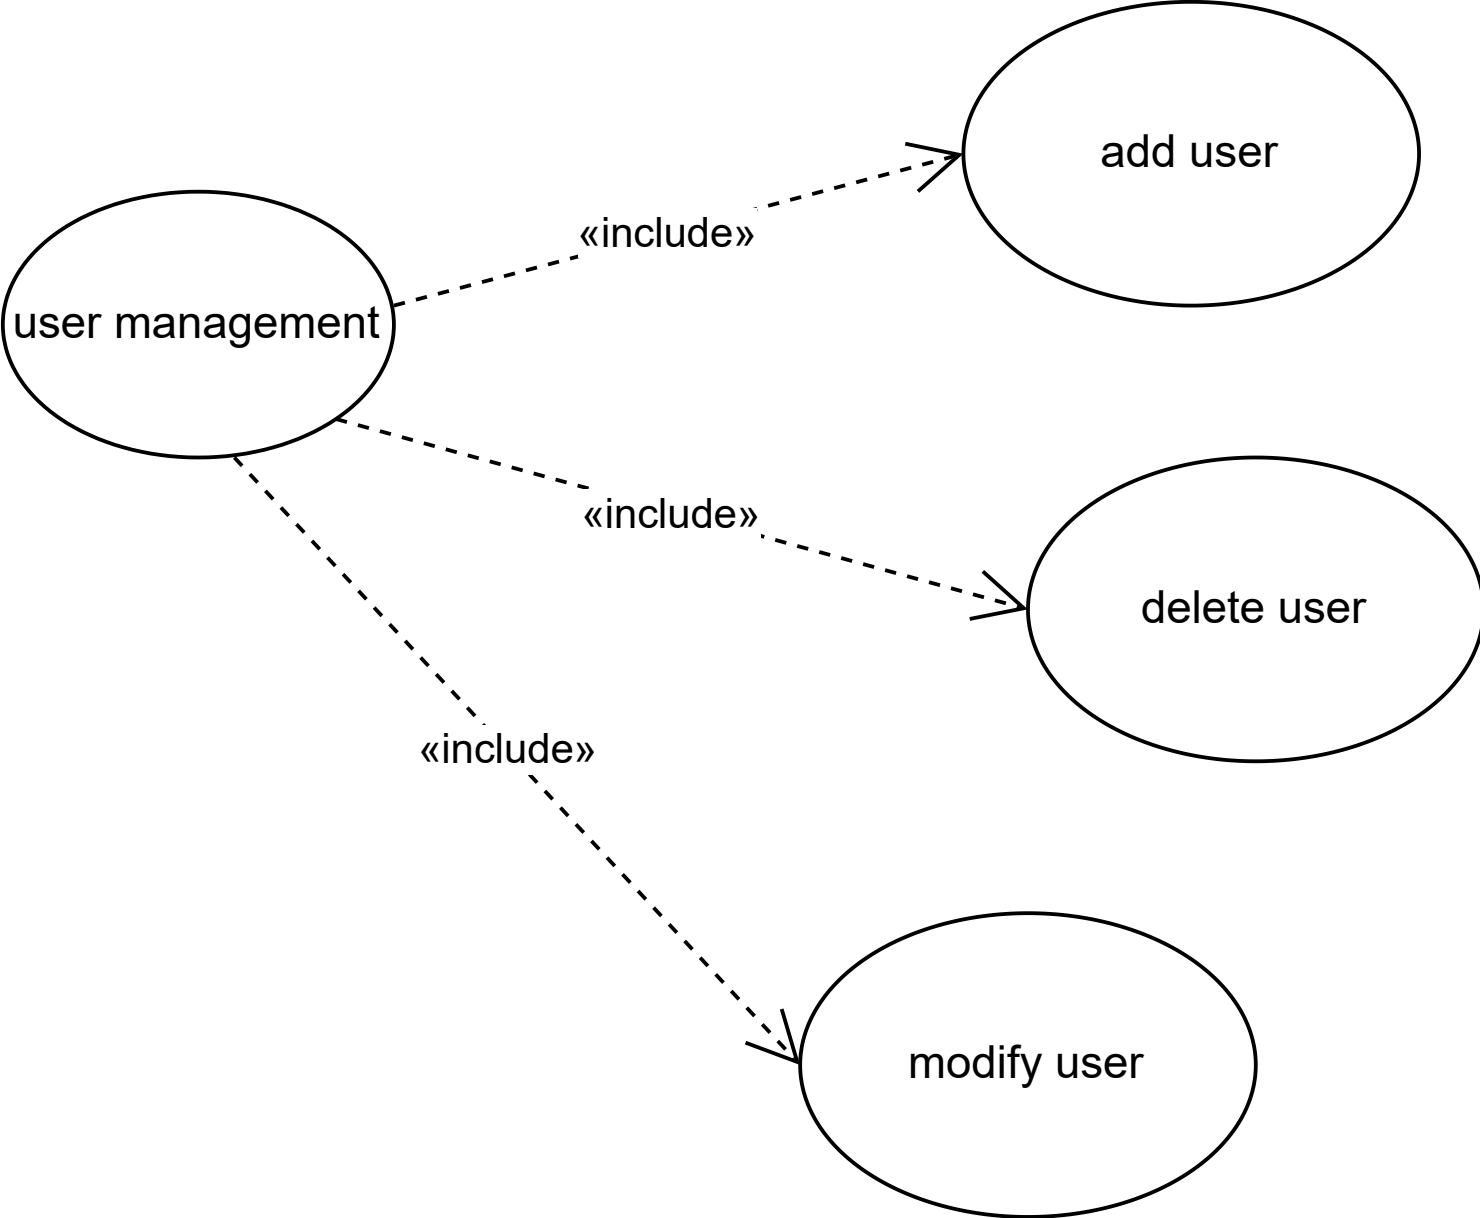 add user
«include»
user management
«include»
delete user
«include»
modify user